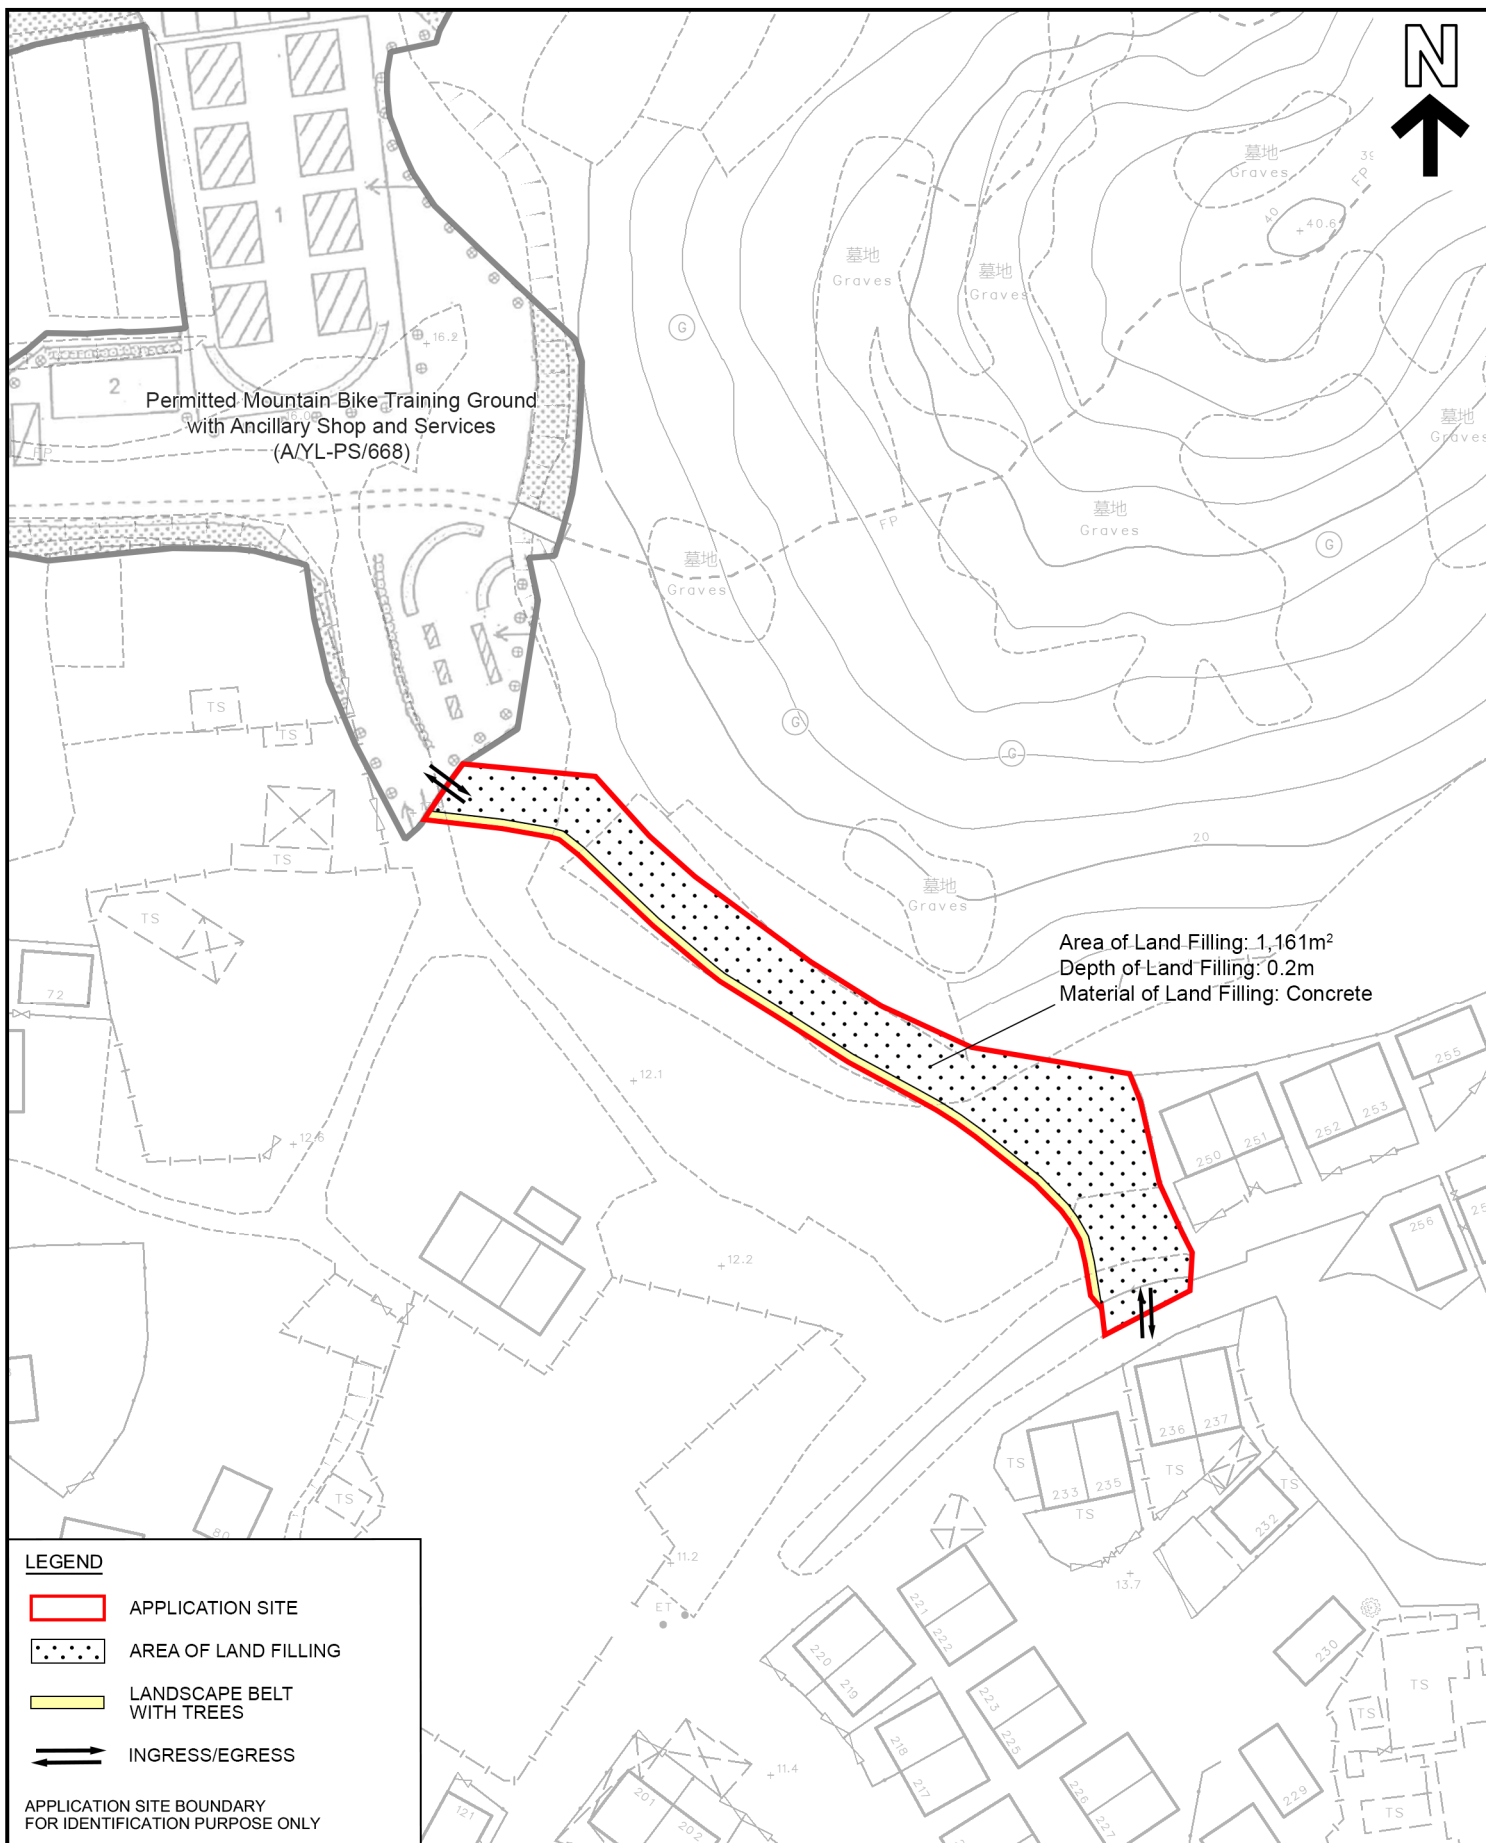 N
墓地
Graves
39
FP
40
40.6
墓地
Graves
墓地
Graves
1
G
16.2
2
Permitted Mountain Bike Training Ground
with Ancillary Shop and Services
(A/YL-PS/668)
16.0
FP
墓地
Graves
墓地
Graves
FP
G
墓地
Graves
TS
TS
G
G
TS
20
墓地
Graves
TS
Area of Land Filling: 1,161m²
Depth of Land Filling: 0.2m
Material of Land Filling: Concrete
72
12.1
12.6
255
253
252
251
250
256
12.2
236
237
TS
TS
TS
233
235
TS
232
TS
80
11.2
13.7
ET
221
222
220
219
230
TS
223
225
TS
218
217
226
227
229
11.4
201
202
121
TS
LEGEND
APPLICATION SITE
AREA OF LAND FILLING
LANDSCAPE BELT
WITH TREES
INGRESS/EGRESS
APPLICATION SITE BOUNDARY
FOR IDENTIFICATION PURPOSE ONLY